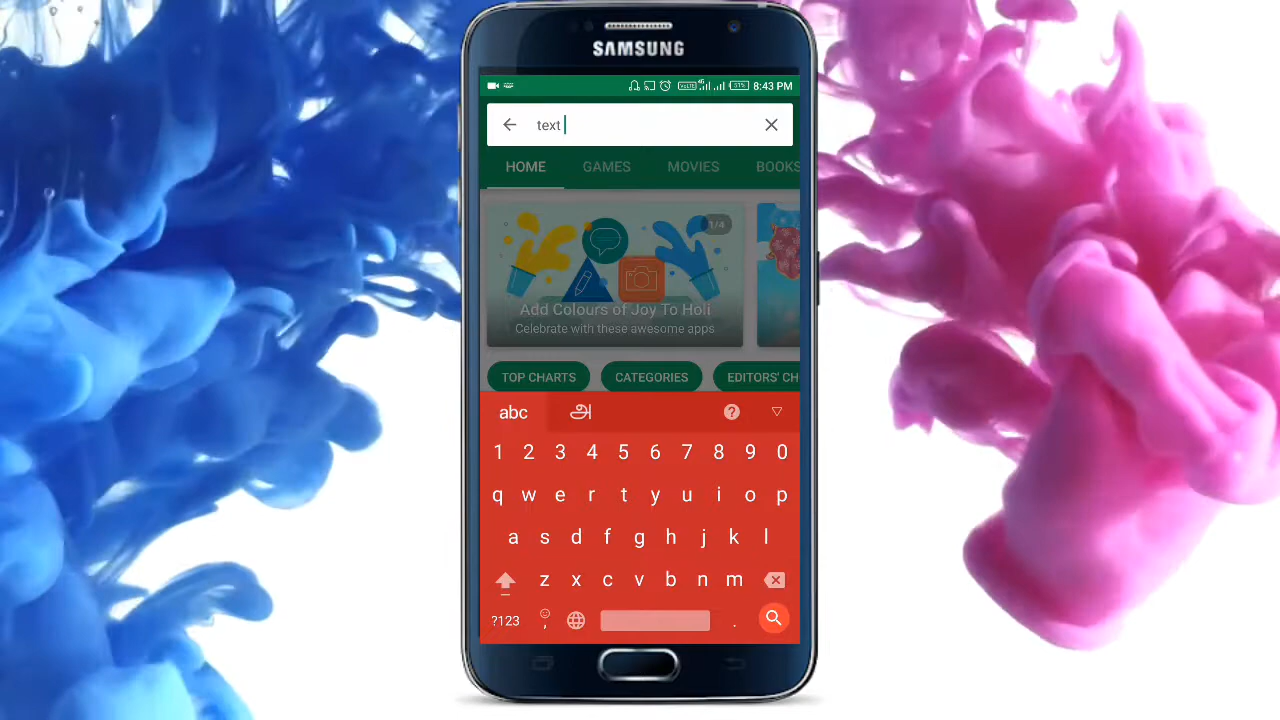 SAMSUNG
8:43 PM
text
HOME GAMES MOVIES BOOKS
1/4
Add Colours of Joy To Holi
Celebrate with these awesome apps
TOP CHARTS CATEGORIES EDITORS' CH
abc அ
1 2 3 4 5 6 7 8 9 0
q w e r t y u i o p
a s d f g h j k l
z x c v b n m
?123 , .